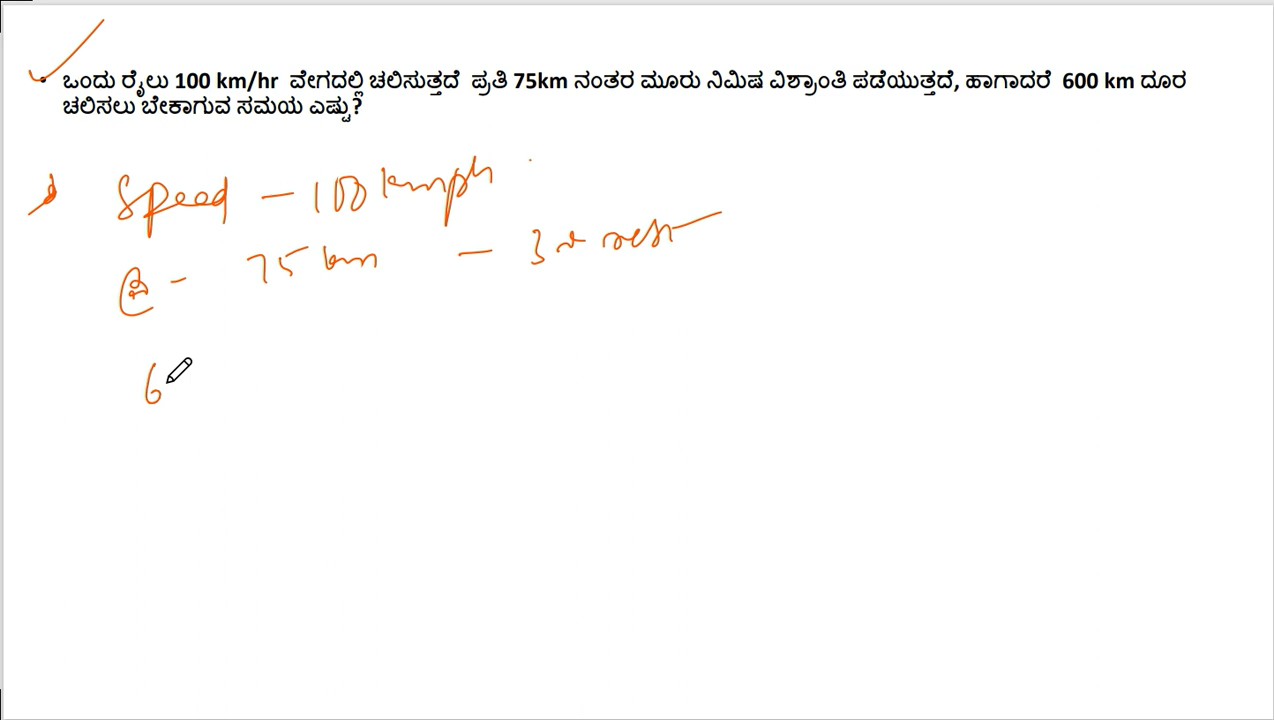 ಒಂದು ರೈಲು 100 km/hr ವೇಗದಲ್ಲಿ ಚಲಿಸುತ್ತದೆ ಪ್ರತಿ 75km ನಂತರ ಮೂರು ನಿಮಿಷ ವಿಶ್ರಾಂತಿ ಪಡೆಯುತ್ತದೆ, ಹಾಗಾದರೆ 600 km ದೂರ
ಚಲಿಸಲು ಬೇಕಾಗುವ ಸಮಯ ಎಷ್ಟು?
Speed – 100 kmph
75 km – 3 rest
6